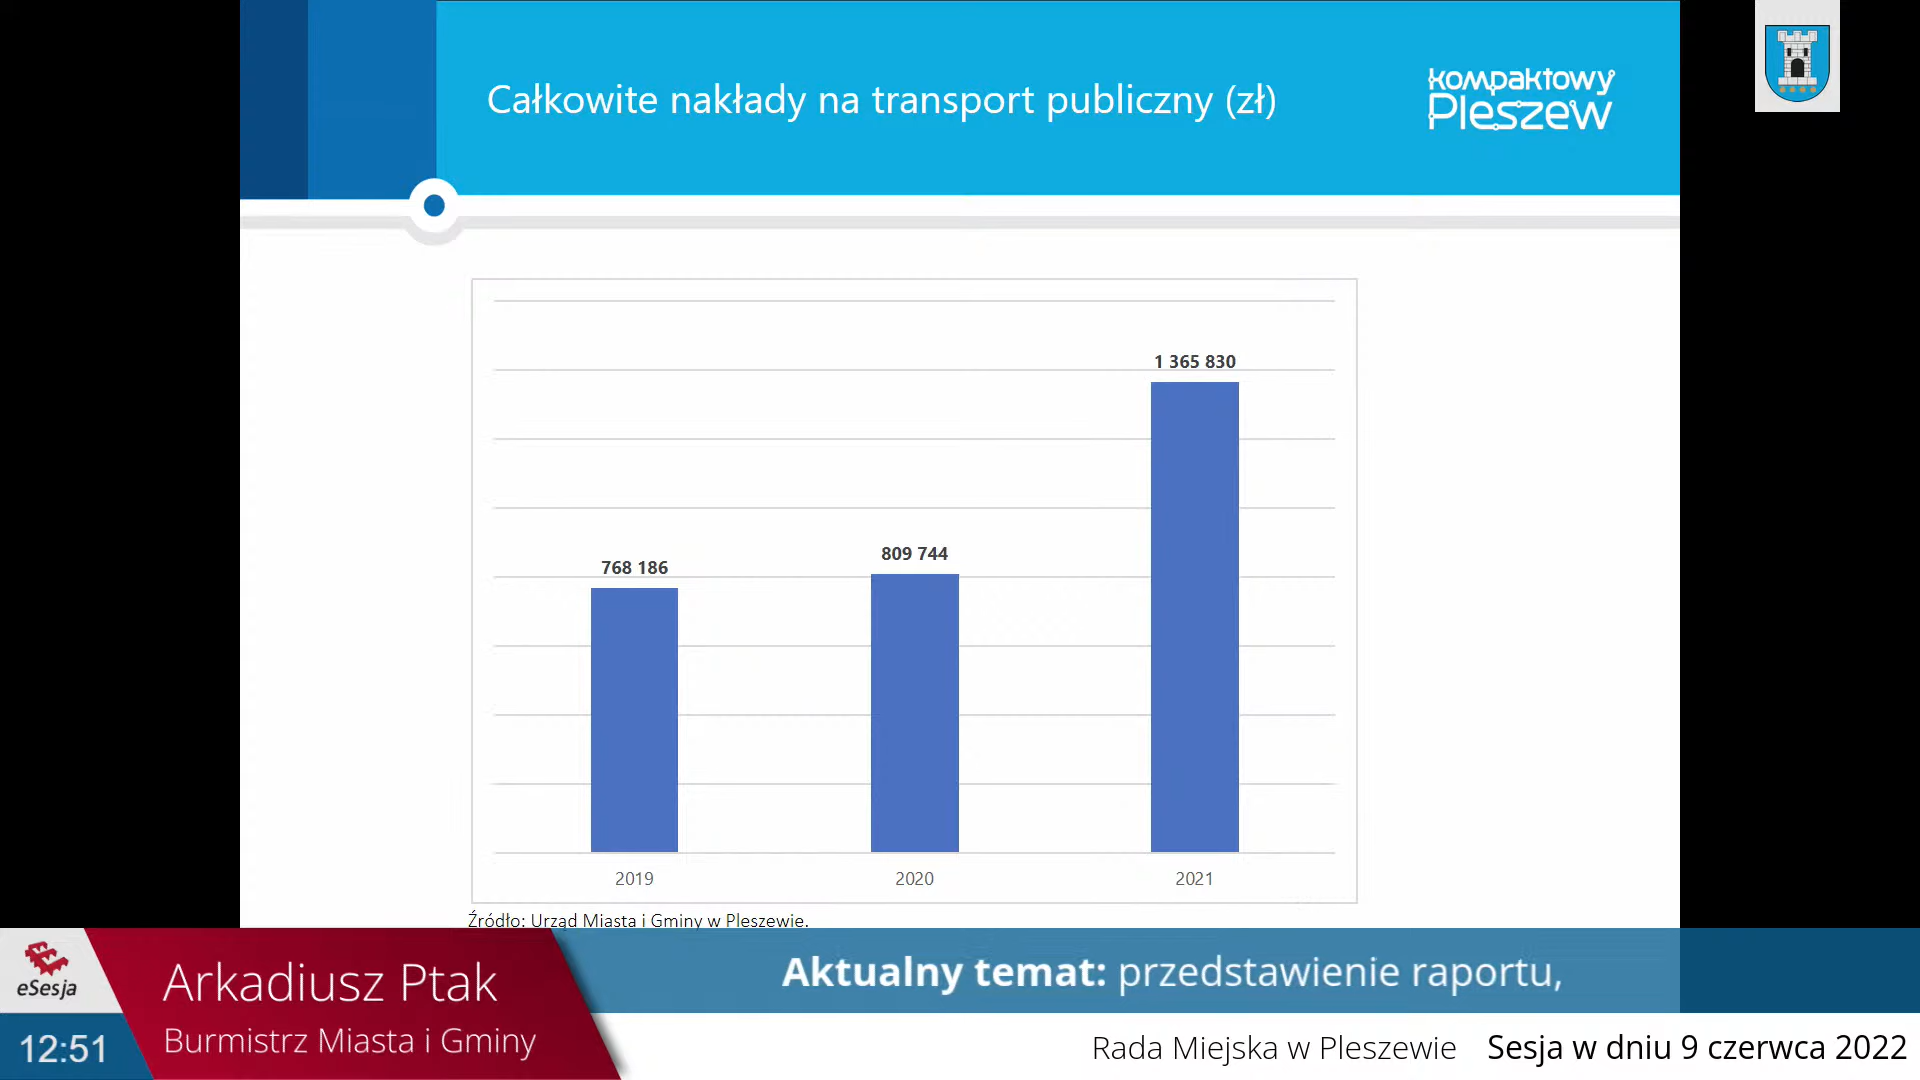 Całkowite nakłady na transport publiczny (zł)
kompaktowy
Pleszew
1 365 830
809 744
768 186
2019
2020
2021
Źródło: Urząd Miasta i Gminy w Pleszewie.
eSesja
Arkadiusz Ptak
Burmistrz Miasta i Gminy
12:51
Aktualny temat: przedstawienie raportu,
Rada Miejska w Pleszewie Sesja w dniu 9 czerwca 2022